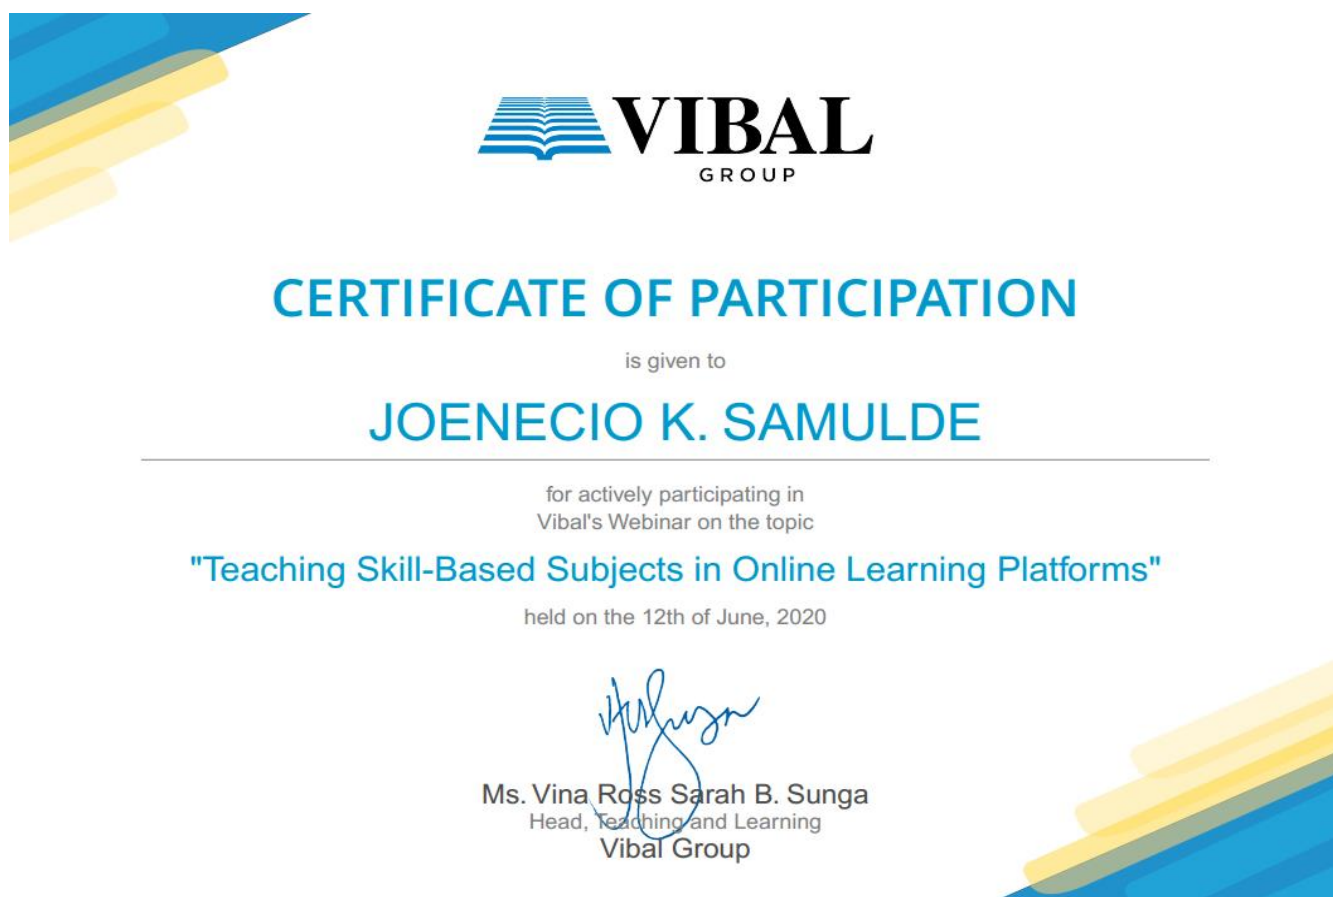 VIBAL
GROUP
CERTIFICATE OF PARTICIPATION
is given to
JOENECIO K. SAMULDE
for actively participating in
Vibal's Webinar on the topic
"Teaching Skill-Based Subjects in Online Learning Platforms"
held on the 12th of June, 2020
Ms. Vina Ross Sarah B. Sunga
Head, Teaching and Learning
Vibal Group